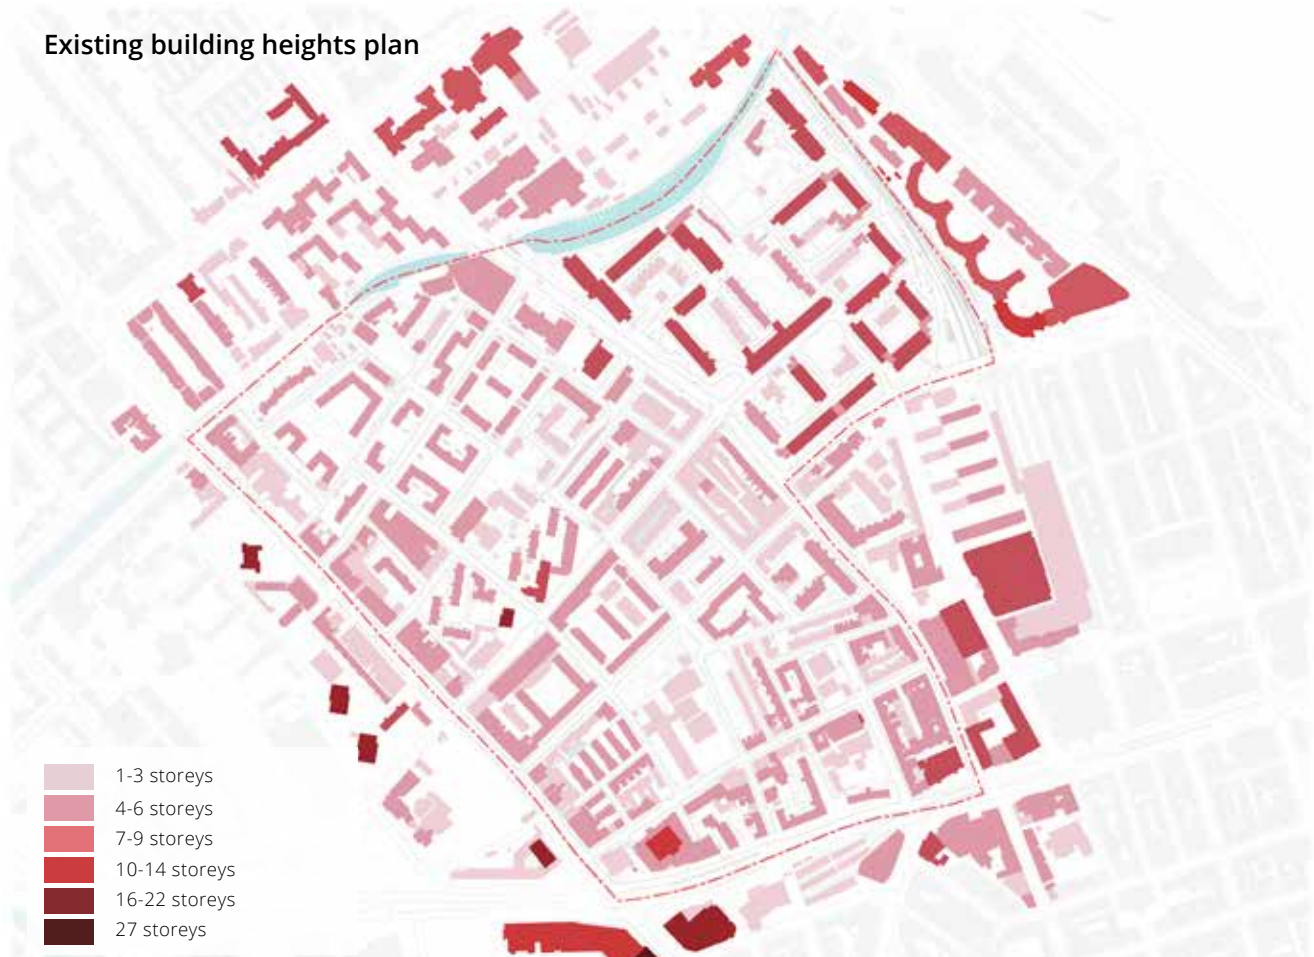 Existing building heights plan
1-3 storeys
4-6 storeys
7-9 storeys
10-14 storeys
16-22 storeys
27 storeys